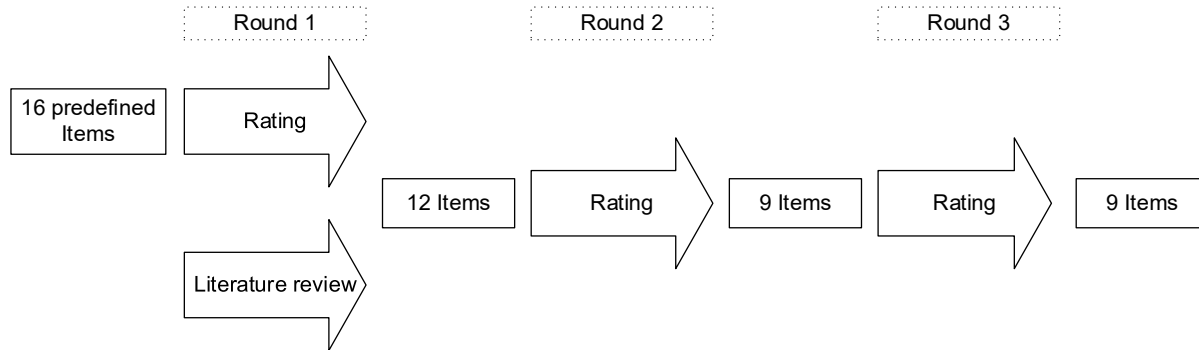 Round 1
Round 2
Round 3
16 predefined
Items
Rating
12 Items
Rating
9 Items
Rating
9 Items
Literature review